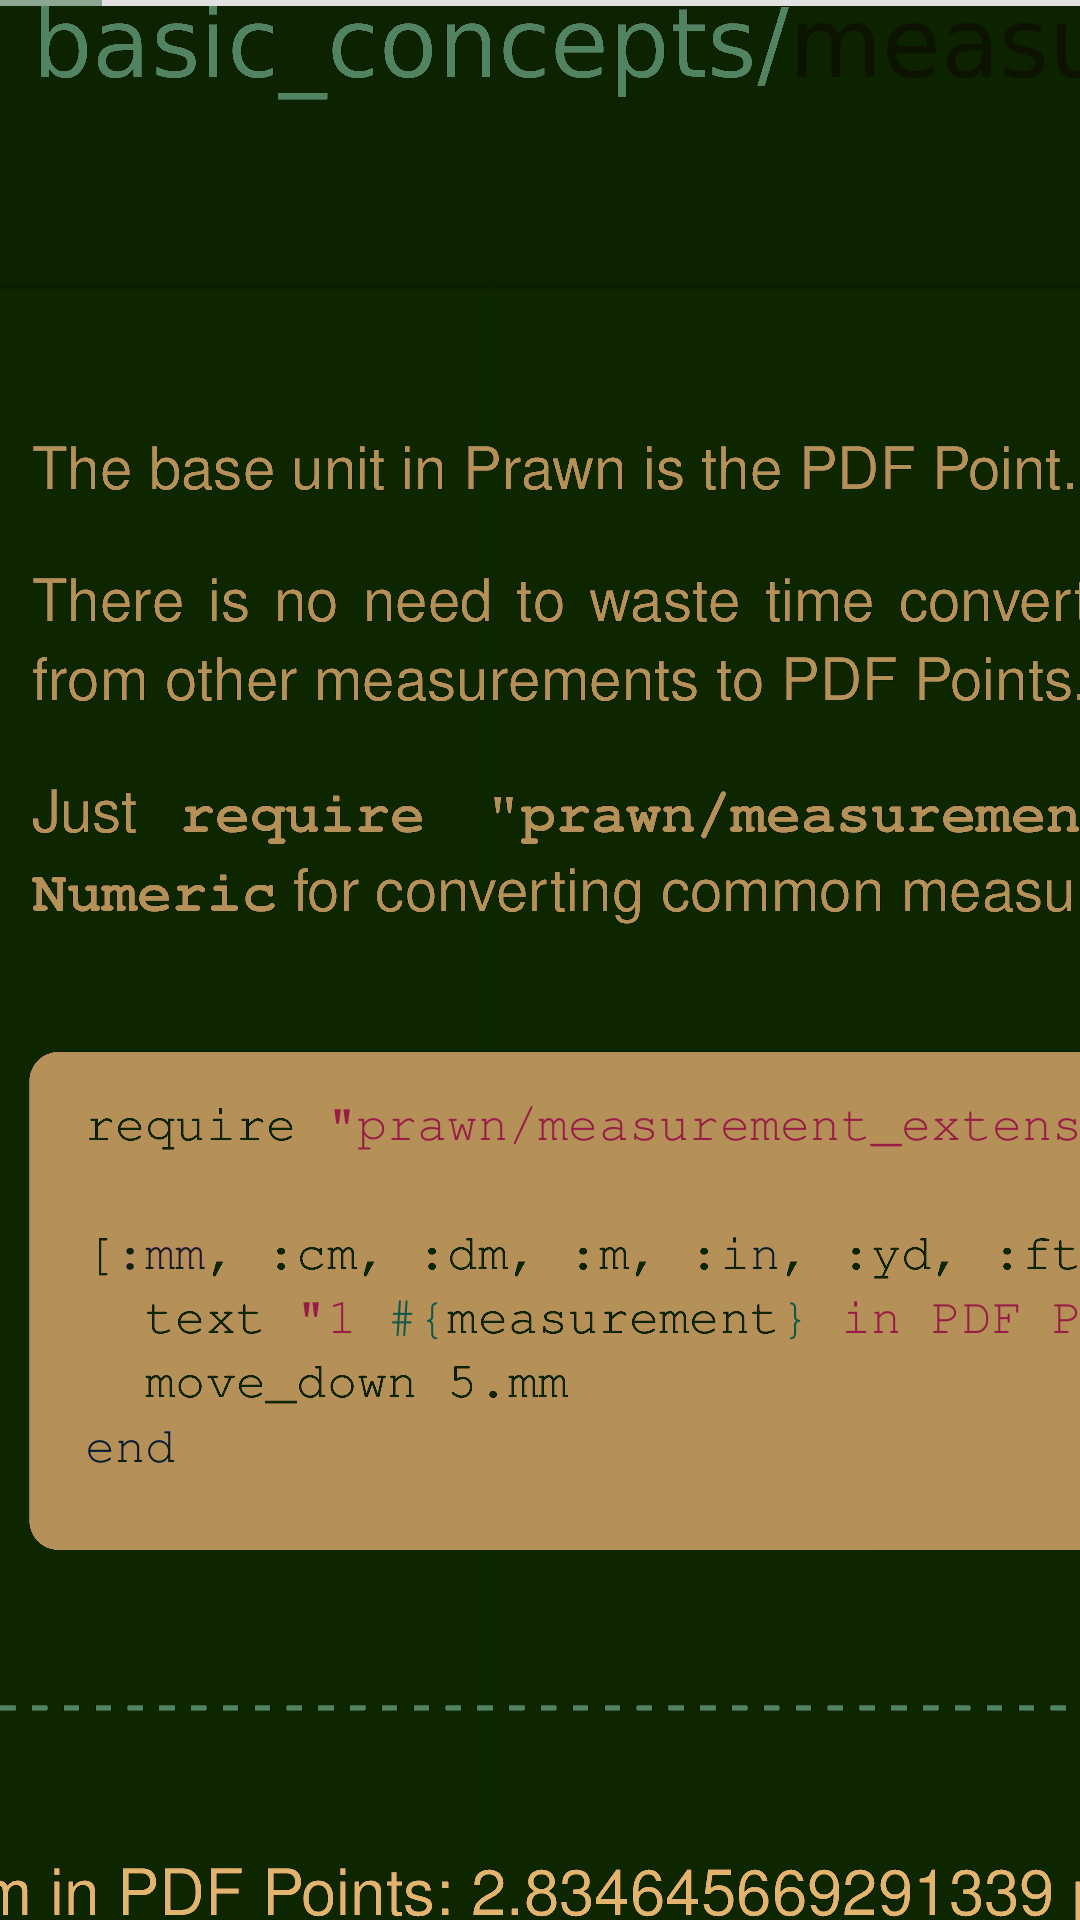 basic_concepts/measu
The base unit in Prawn is the PDF Point.
There is no need to waste time convert
from other measurements to PDF Points.
Just require "prawn/measuremen
Numeric for converting common measu
require "prawn/measurement_extens
[:mm, :cm, :dm, :m, :in, :yd, :ft
text "1 #{measurement} in PDF P
move_down 5.mm
end
m in PDF Points: 2.834645669291339 p